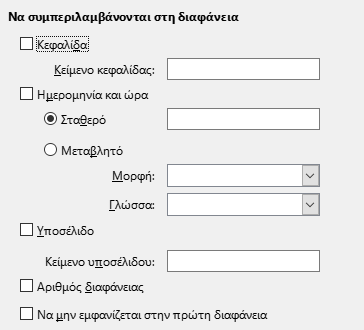 Να συμπεριλαμβάνονται στη διαφάνεια
Κεφαλίδα
Κείμενο κεφαλίδας:
Ημερομηνία και ώρα
Σταθερό
Μεταβλητό
Μορφή:
Γλώσσα:
Υποσέλιδο
Κείμενο υποσέλιδου:
Αριθμός διαφάνειας
Να μην εμφανίζεται στην πρώτη διαφάνεια